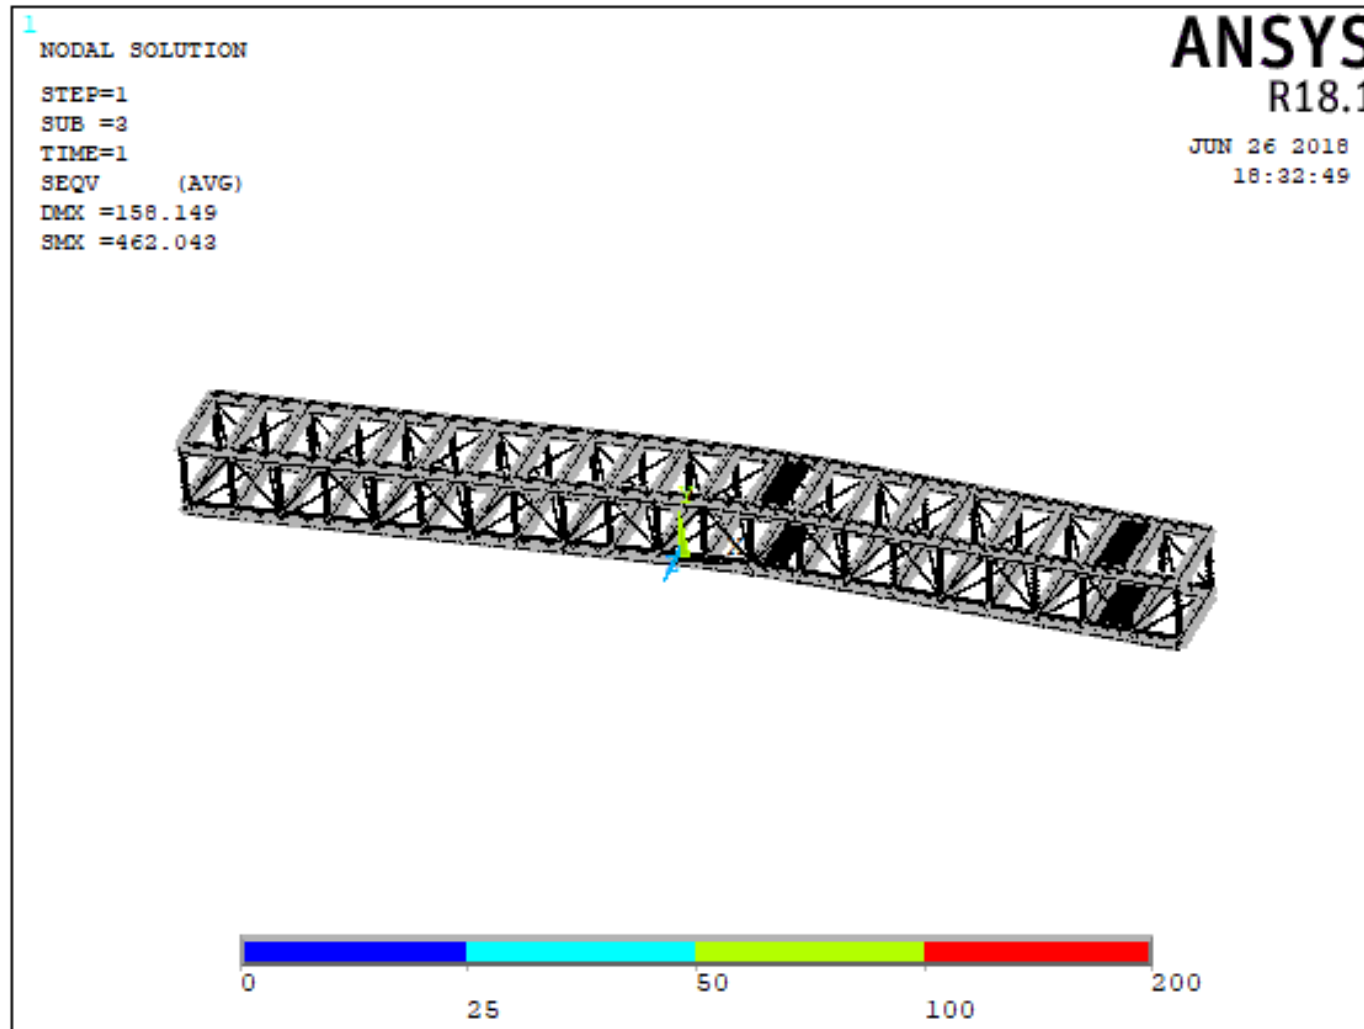 1
NODAL SOLUTION
STEP=1
SUB =3
TIME=1
SEQV (AVG)
DMX =158.149
SMX =462.043
ANSYS
R18.1
JUN 26 2018
18:32:49
0 50 200
25 100